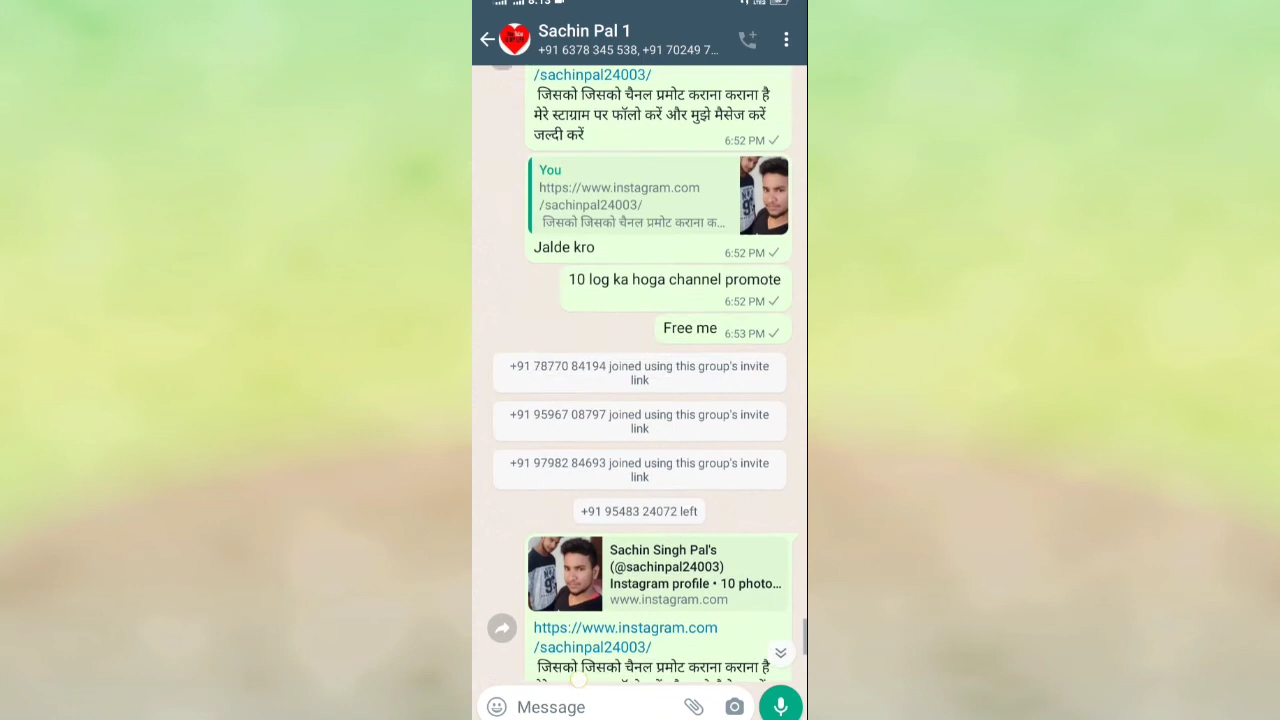 8:13
Sachin Pal 1
+91 6378 345 538, +91 70249 7...
/sachinpal24003/
जिसको जिसको चैनल प्रमोट कराना कराना है
मेरे स्टाग्राम पर फॉलो करें और मुझे मैसेज करें
जल्दी करें
6:52 PM
You
https://www.instagram.com
/sachinpal24003/
जिसको जिसको चैनल प्रमोट कराना क...
Jalde kro
6:52 PM
10 log ka hoga channel promote
6:52 PM
Free me 6:53 PM
+91 78770 84194 joined using this group's invite
link
+91 95967 08797 joined using this group's invite
link
+91 97982 84693 joined using this group's invite
link
+91 95483 24072 left
Sachin Singh Pal's
(@sachinpal24003)
Instagram profile • 10 photo...
www.instagram.com
https://www.instagram.com
/sachinpal24003/
जिसको जिसको चैनल प्रमोट कराना कराना है
Message